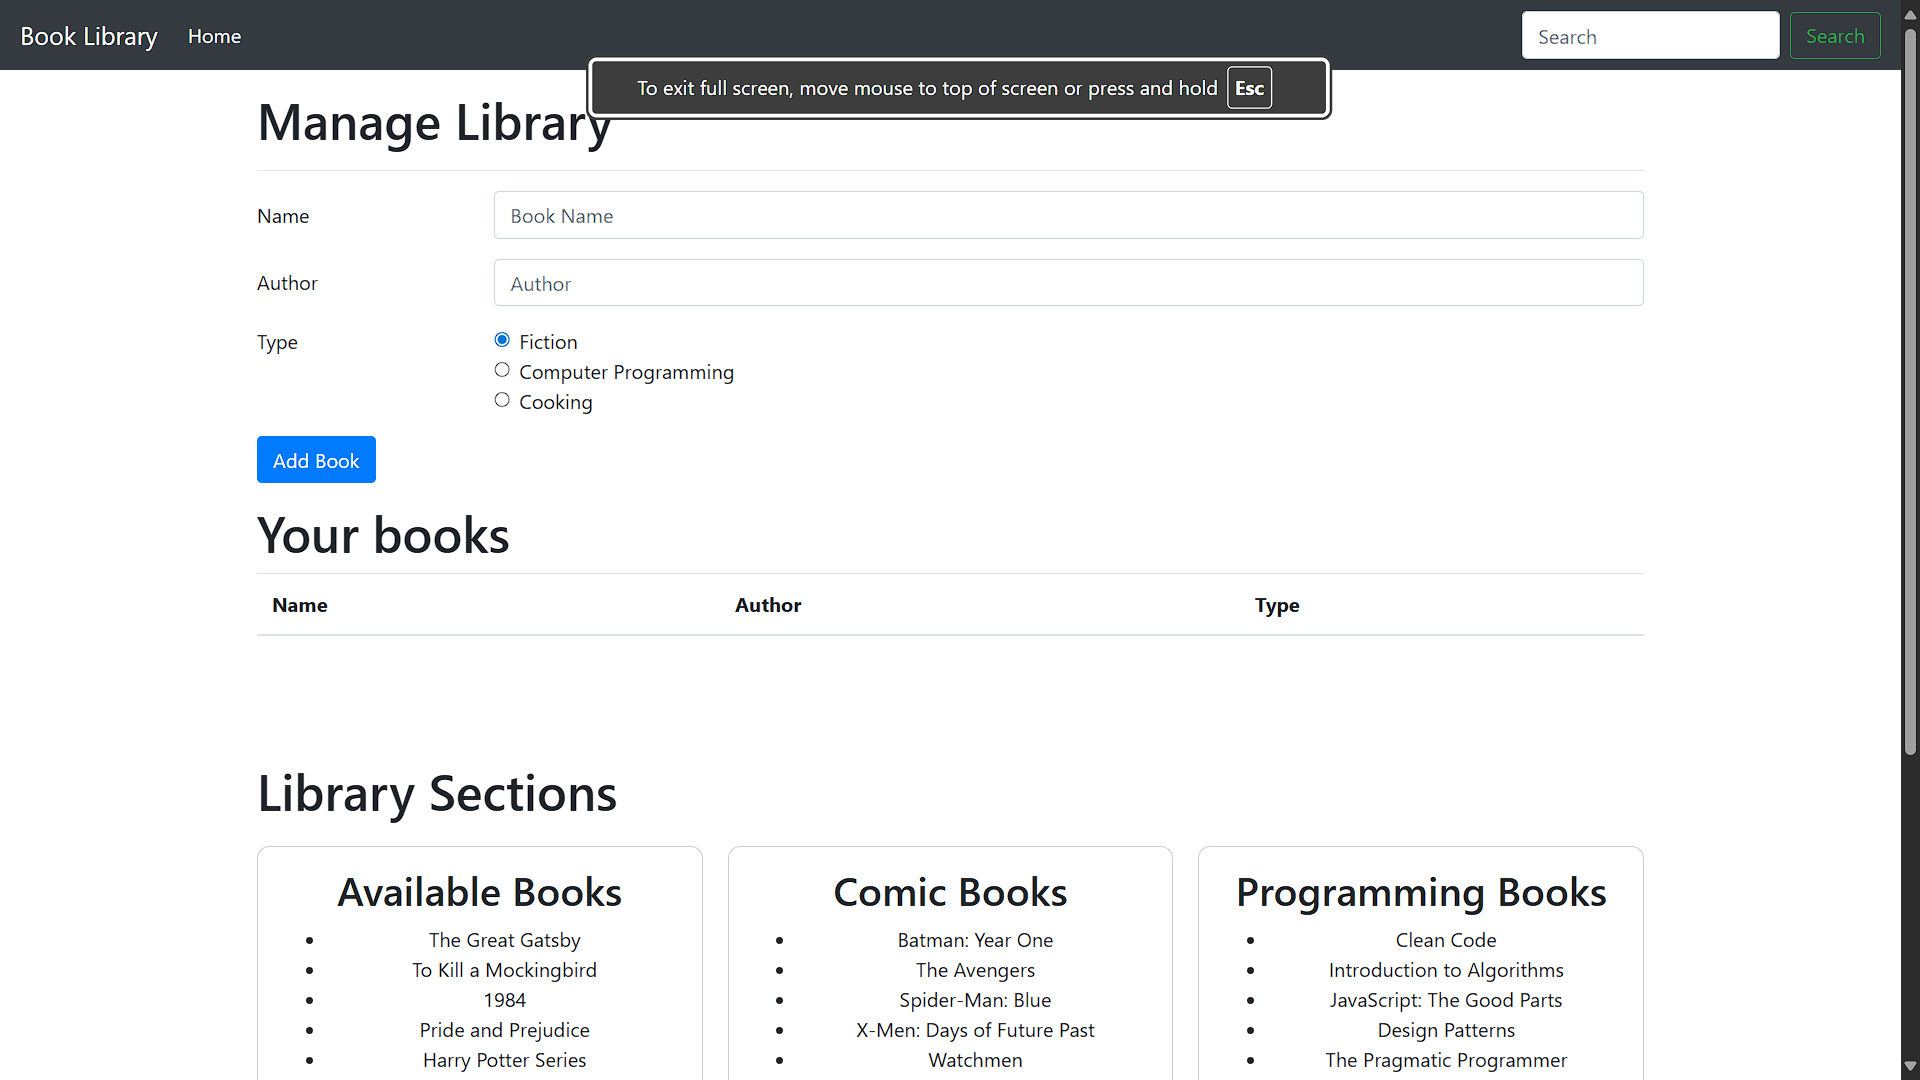 Book Library Home Search Search
To exit full screen, move mouse to top of screen or press and hold Esc
Manage Library
Name Book Name
Author Author
Type Fiction
Computer Programming
Cooking
Add Book
Your books
Name Author Type
Library Sections
Available Books
The Great Gatsby
To Kill a Mockingbird
1984
Pride and Prejudice
Harry Potter Series
Comic Books
Batman: Year One
The Avengers
Spider-Man: Blue
X-Men: Days of Future Past
Watchmen
Programming Books
Clean Code
Introduction to Algorithms
JavaScript: The Good Parts
Design Patterns
The Pragmatic Programmer